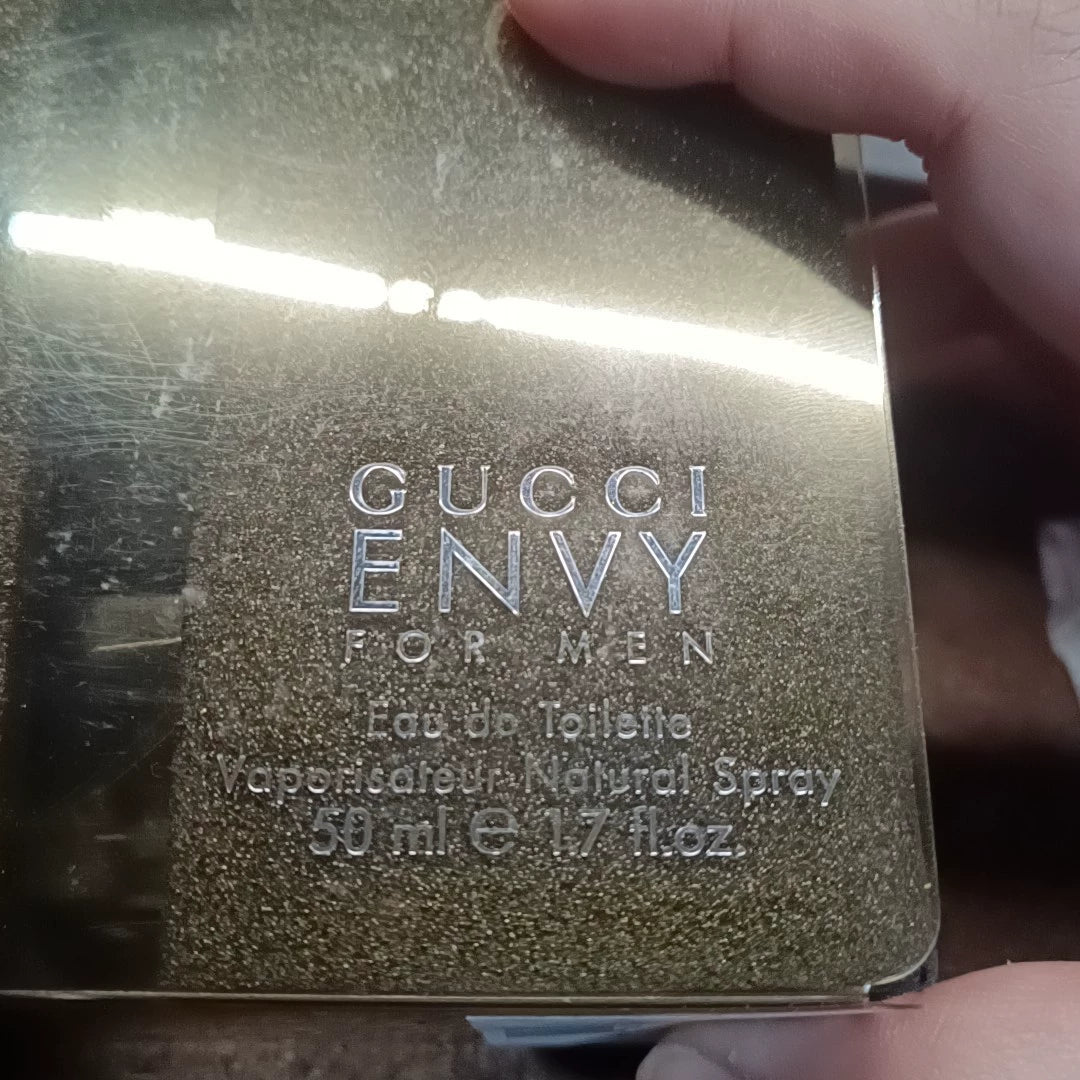 GUCCI
ENVY
FOR MEN
Eau de Toilette
Vaporisateur Natural Spray
50 ml e 1.7 fl.oz.